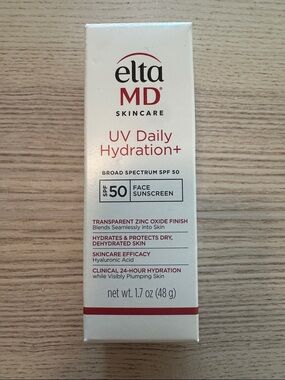 elta
MD®
SKINCARE
UV Daily
Hydration+
BROAD SPECTRUM SPF 50
SPF 50 FACE
SUNSCREEN
TRANSPARENT ZINC OXIDE FINISH
Blends Seamlessly into Skin
HYDRATES & PROTECTS DRY,
DEHYDRATED SKIN
SKINCARE EFFICACY
Hyaluronic Acid
CLINICAL 24-HOUR HYDRATION
while Visibly Plumping Skin
net wt. 1.7 oz (48 g)